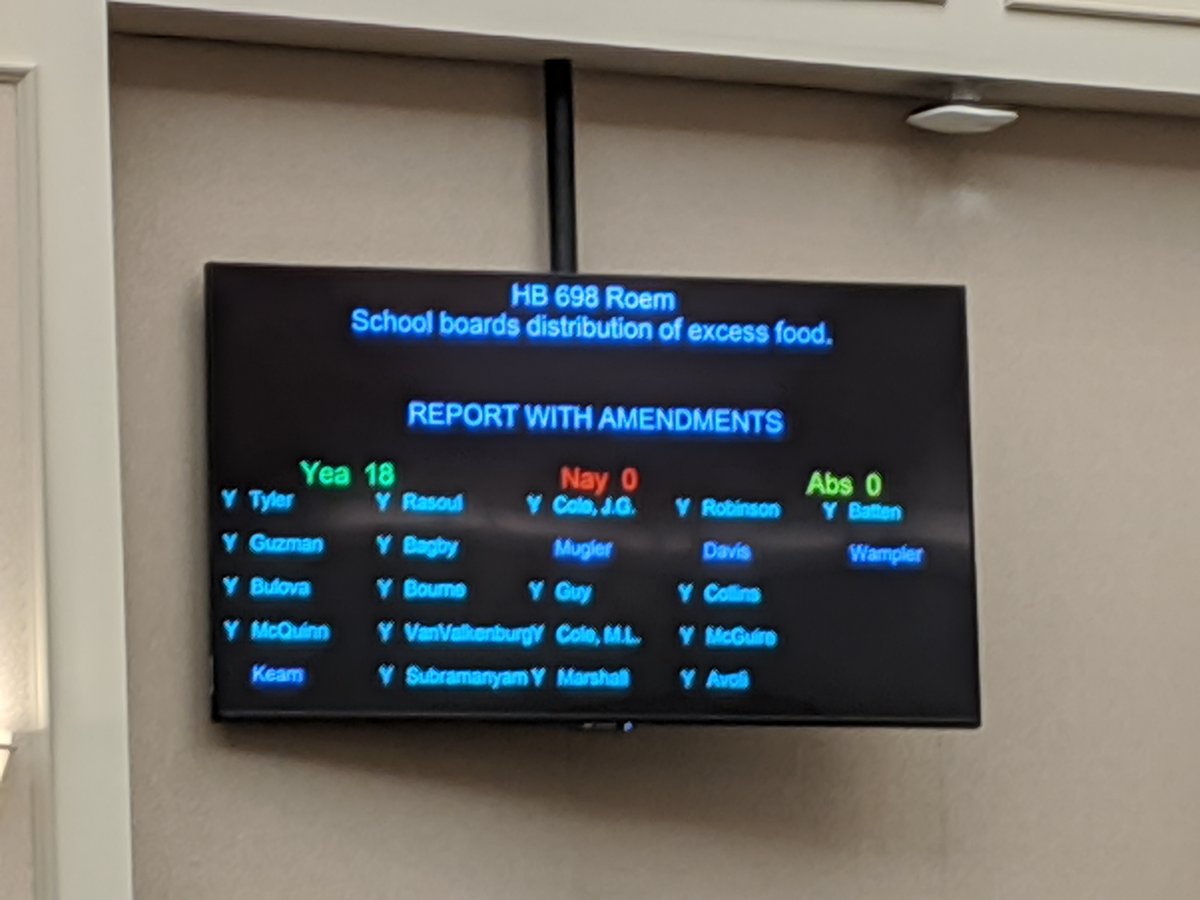 HB 698 Roem
School boards distribution of excess food.
REPORT WITH AMENDMENTS
Yea 18 Nay 0 Abs 0
Y Tyler Y Rasoul Y Cole, J.G. Y Robinson Y Batten
Y Guzman Y Bagby Mugler Davis Wampler
Y Bulova Y Bourne Y Guy Y Collins
Y McQuinn Y VanValkenburg Y Cole, M.L. Y McGuire
Keam Y Subramanyam Y Marshall Y Avoli